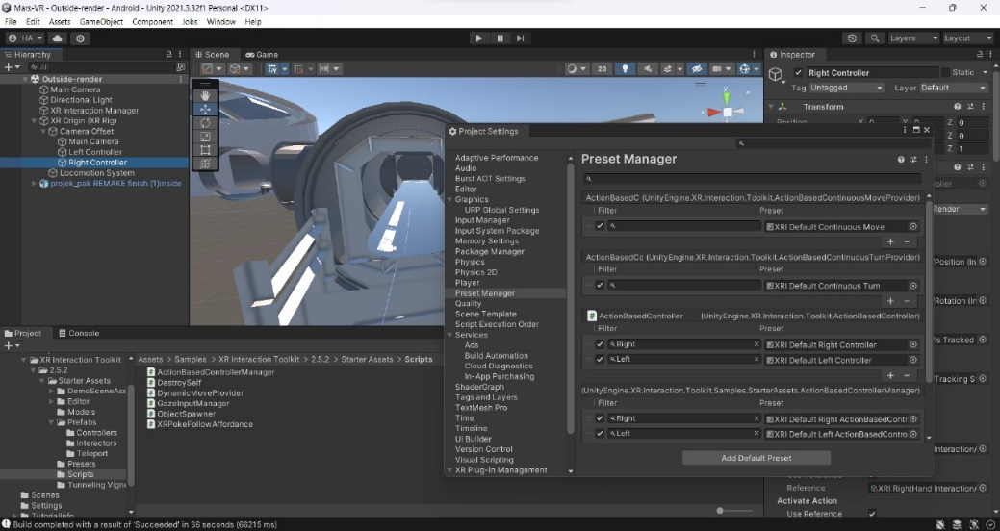 Mars-VR - Outside-render - Android - Unity 2021.3.32f1 Personal <DX11>
File Edit Assets GameObject Component Jobs Window Help
HA Layers Layout
Hierarchy
All
Outside-render
Main Camera
Directional Light
XR Interaction Manager
XR Origin (XR Rig)
Camera Offset
Main Camera
Left Controller
Right Controller
Locomotion System
projek_pak REMAKE finish [1]inside
Scene Game
2D
y
Inspector
Right Controller Static
Tag Untagged Layer Default
Transform
Position X 0 Y 0 Z 0
Z 0
Z 1
Render
Position (In
Rotation (In
Is Tracked
Tracking S
Interaction/
Reference XRI RightHand Interaction/
Activate Action
Use Reference
Project Settings
Adaptive Performance
Audio
Burst AOT Settings
Editor
Graphics
URP Global Settings
Input Manager
Input System Package
Memory Settings
Package Manager
Physics
Physics 2D
Player
Preset Manager
Quality
Scene Template
Script Execution Order
Services
Ads
Build Automation
Cloud Diagnostics
In-App Purchasing
ShaderGraph
Tags and Layers
TextMesh Pro
Time
Timeline
UI Builder
Version Control
Visual Scripting
XR Plug-in Management
Preset Manager
ActionBasedC (UnityEngine.XR.Interaction.Toolkit.ActionBasedContinuousMoveProvider)
Filter Preset
XRI Default Continuous Move
ActionBasedCc (UnityEngine.XR.Interaction.Toolkit.ActionBasedContinuousTurnProvider)
Filter Preset
XRI Default Continuous Turn
ActionBasedController (UnityEngine.XR.Interaction.Toolkit.ActionBasedController)
Filter Preset
Right XRI Default Right Controller
Left XRI Default Left Controller
(UnityEngine.XR.Interaction.Toolkit.Samples.StarterAssets.ActionBasedControllerManager)
Filter Preset
Right XRI Default Right ActionBasedContr
Left XRI Default Left ActionBasedContro
Add Default Preset
Project Console
XR Interaction Toolkit
2.5.2
Starter Assets
DemoSceneAss
Editor
Models
Prefabs
Controllers
Interactors
Teleport
Presets
Scripts
Tunneling Vign
Scenes
Settings
TutorialInfo
Assets > Samples > XR Interaction Toolkit > 2.5.2 > Starter Assets > Scripts
ActionBasedControllerManager
DestroySelf
DynamicMoveProvider
GazeInputManager
ObjectSpawner
XRPokeFollowAffordance
Build completed with a result of 'Succeeded' in 66 seconds (66215 ms)